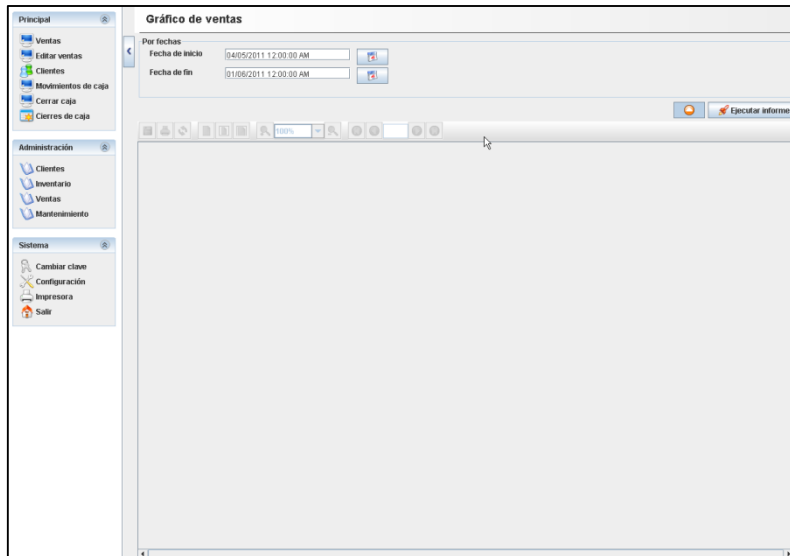 Principal
Ventas
Editar ventas
Clientes
Movimientos de caja
Cerrar caja
Cierres de caja
Administración
Clientes
Inventario
Ventas
Mantenimiento
Sistema
Cambiar clave
Configuración
Impresora
Salir
Gráfico de ventas
Por fechas
Fecha de inicio 04/05/2011 12:00:00 AM
Fecha de fin 01/06/2011 12:00:00 AM
Ejecutar informe
100%